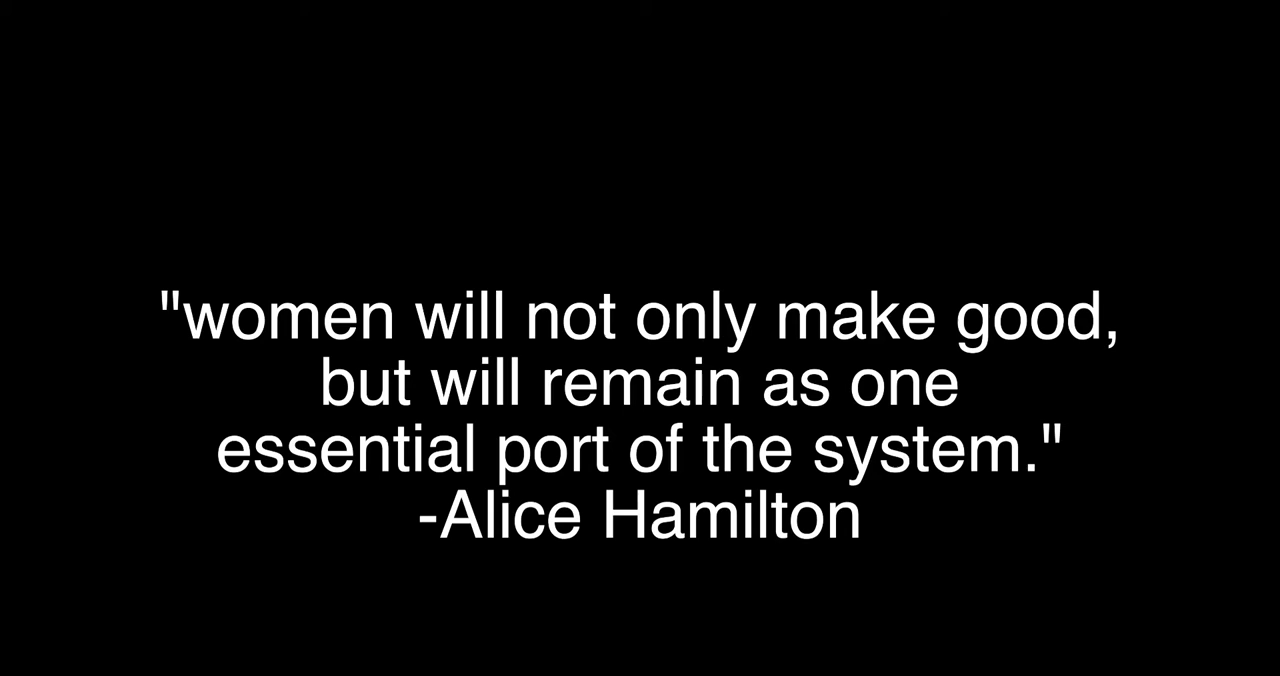 "women will not only make good,
but will remain as one
essential port of the system."
-Alice Hamilton